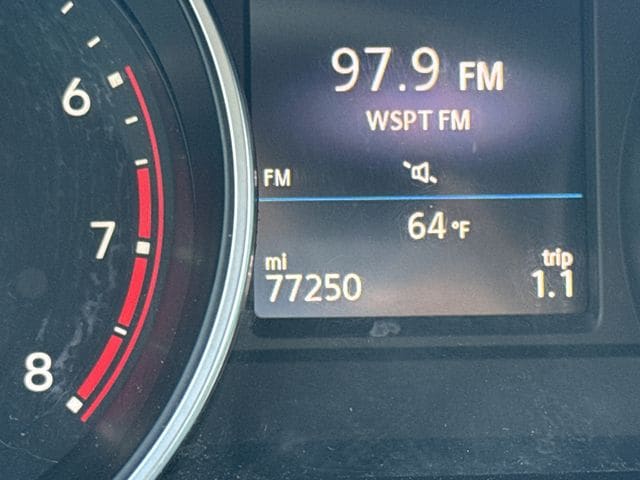 97.9 FM
WSPT FM
FM
64 °F
mi
trip
77250
1.1
6
7
8